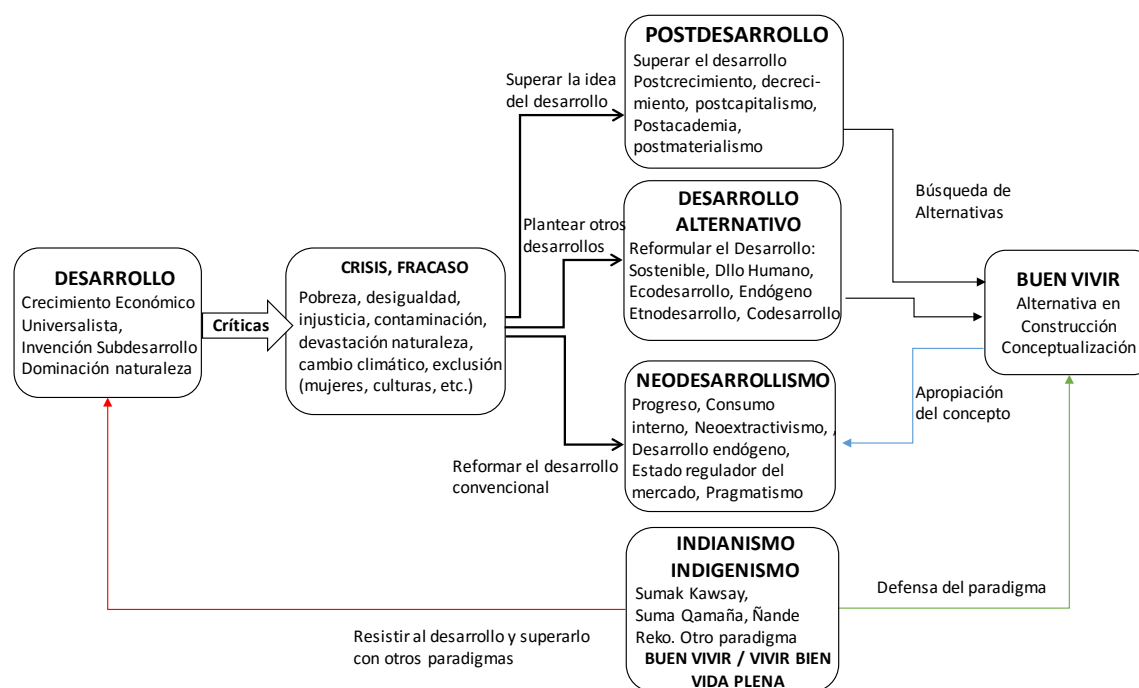 DESARROLLO
Crecimiento Económico
Universalista,
Invención Subdesarrollo
Dominación naturaleza
Críticas
CRISIS, FRACASO
Pobreza, desigualdad,
injusticia, contaminación,
devastación naturaleza,
cambio climático, exclusión
(mujeres, culturas, etc.)
Superar la idea
del desarrollo
Plantear otros
desarrollos
Reformar el desarrollo
convencional
POSTDESARROLLO
Superar el desarrollo
Postcrecimiento, decreci-
miento, postcapitalismo,
Postacademia,
postmaterialismo
DESARROLLO
ALTERNATIVO
Reformular el Desarrollo:
Sostenible, Dllo Humano,
Ecodesarrollo, Endógeno
Etnodesarrollo, Codesarrollo
NEODESARROLLISMO
Progreso, Consumo
interno, Neoextractivismo, ,
Desarrollo endógeno,
Estado regulador del
mercado, Pragmatismo
INDIANISMO
INDIGENISMO
Sumak Kawsay,
Suma Qamaña, Ñande
Reko. Otro paradigma
BUEN VIVIR / VIVIR BIEN
VIDA PLENA
Búsqueda de
Alternativas
BUEN VIVIR
Alternativa en
Construcción
Conceptualización
Apropiación
del concepto
Defensa del paradigma
Resistir al desarrollo y superarlo
con otros paradigmas